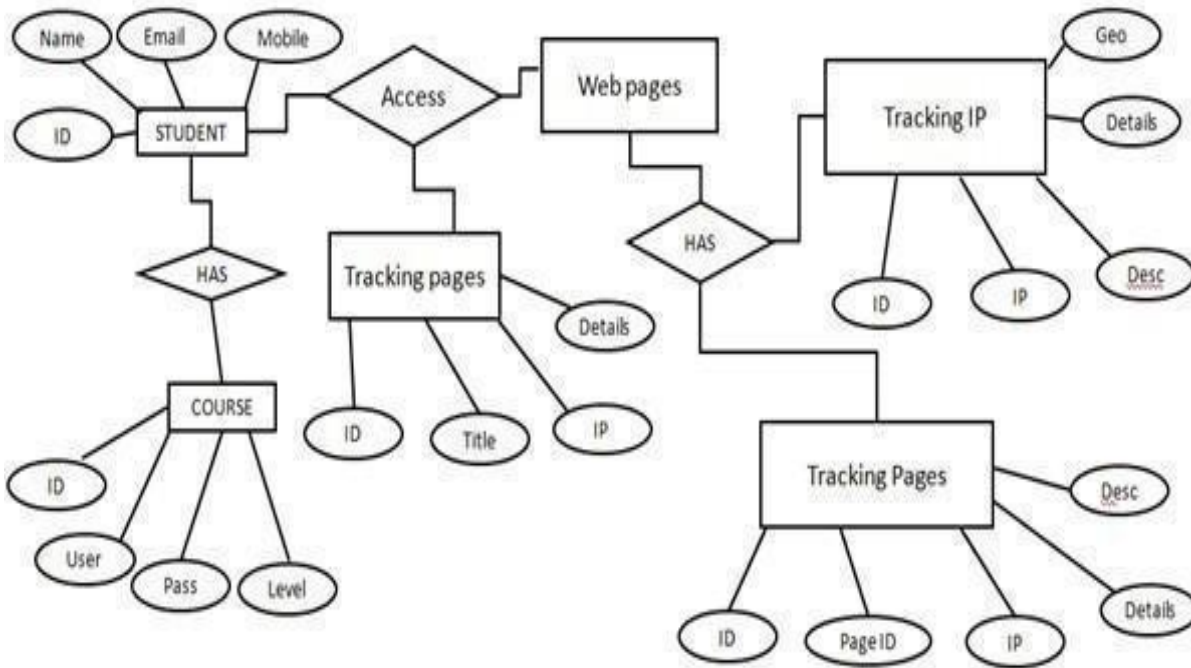 Name
Email
Mobile
ID
STUDENT
Access
Web pages
Geo
Tracking IP
Details
HAS
Tracking pages
Details
ID
Title
IP
HAS
ID
IP
Desc
COURSE
ID
User
Pass
Level
Tracking Pages
Desc
Details
ID
Page ID
IP